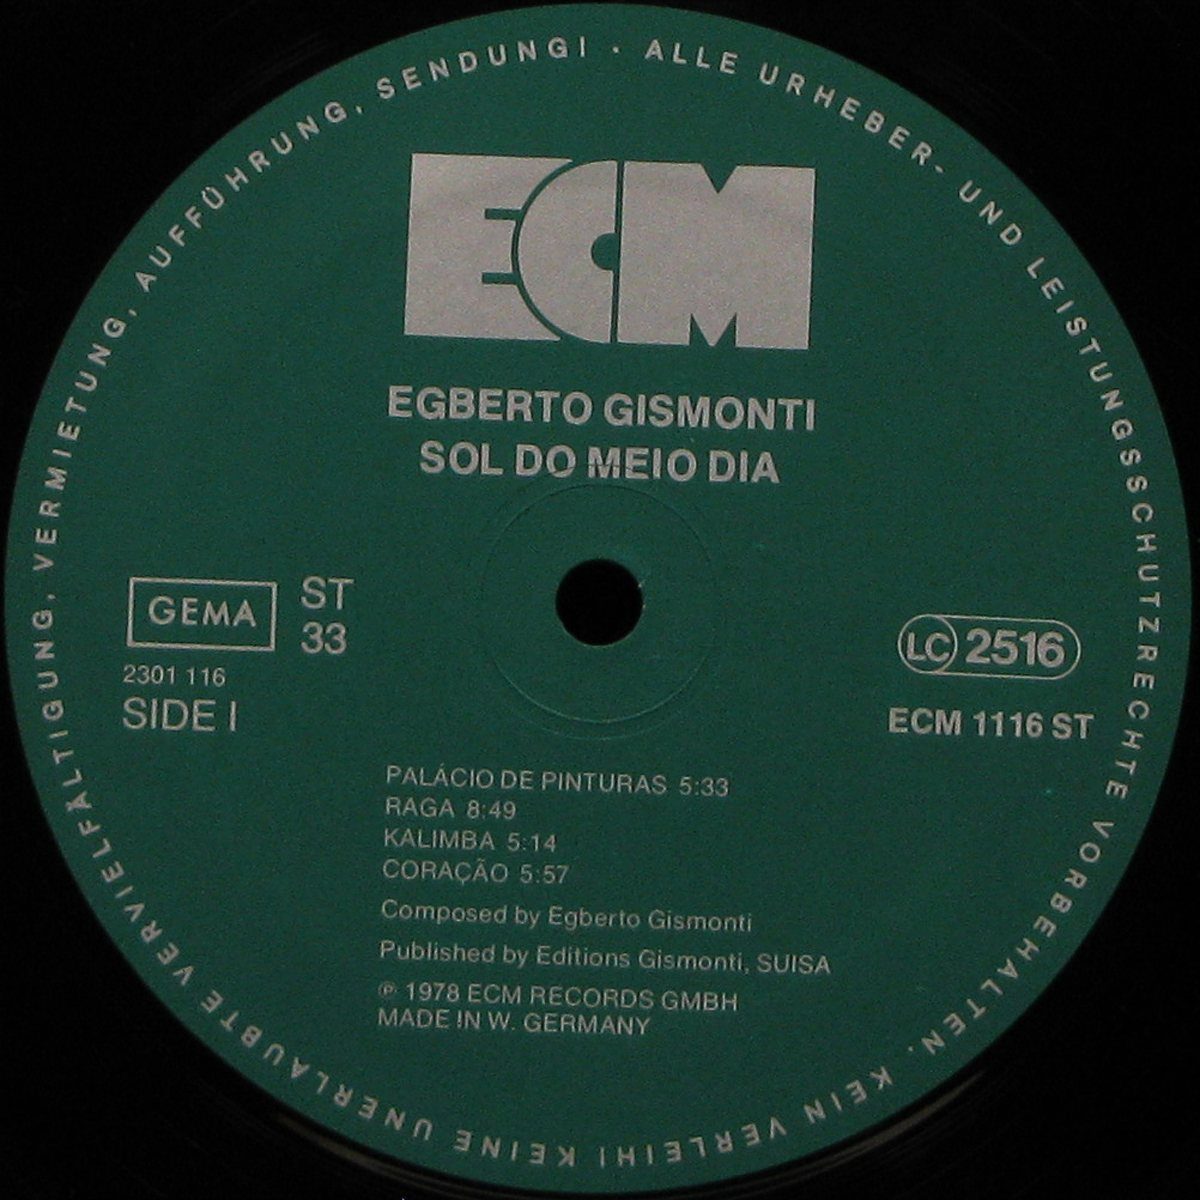 ALLE URHEBER- UND LEISTUNGSSCHUTZRECHTE VORBEHALTEN. KEIN VERLEIH! KEINE UNERLAUBTE VERVIELFÄLTIGUNG, VERMIETUNG, AUFFÜHRUNG, SENDUNG! ·
ECM
EGBERTO GISMONTI
SOL DO MEIO DIA
GEMA
ST
33
2301 116
SIDE I
LC 2516
ECM 1116 ST
PALÁCIO DE PINTURAS 5:33
RAGA 8:49
KALIMBA 5:14
CORAÇÃO 5:57
Composed by Egberto Gismonti
Published by Editions Gismonti, SUISA
℗ 1978 ECM RECORDS GMBH
MADE IN W. GERMANY